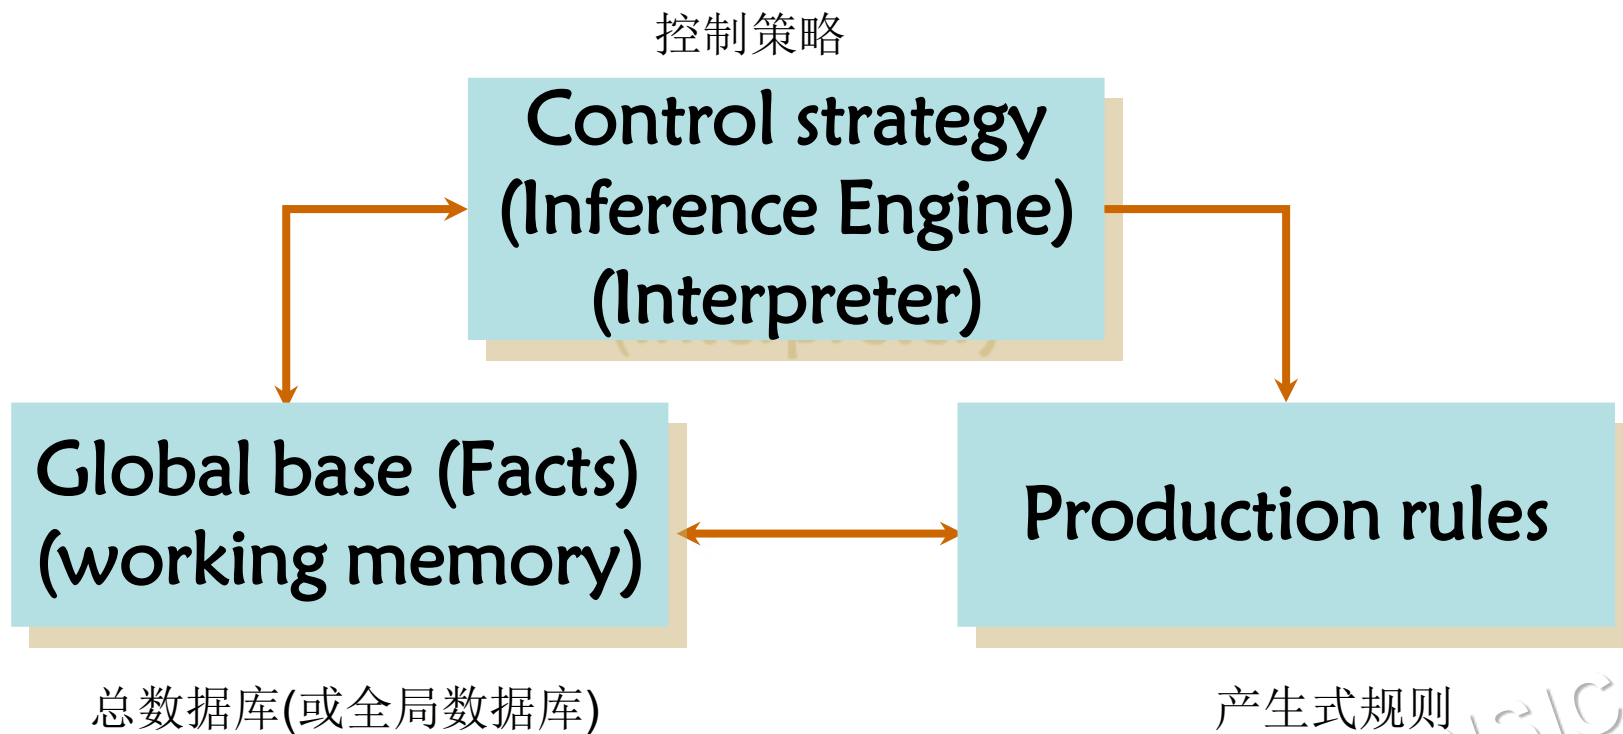 控制策略
Control strategy
(Inference Engine)
(Interpreter)
Global base (Facts)
(working memory)
Production rules
总数据库(或全局数据库)
产生式规则